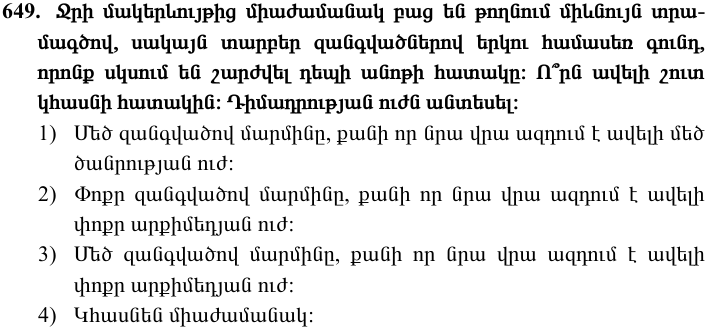 649. Ջրի մակերևույթից միաժամանակ բաց են թողնում միևնույն տրա-
մագծով, սակայն տարբեր զանգվածներով երկու համասեռ գունդ,
որոնք սկսում են շարժվել դեպի անոթի հատակը: Ո՞րն ավելի շուտ
կհասնի հատակին: Դիմադրության ուժն անտեսել:
1) Մեծ զանգվածով մարմինը, քանի որ նրա վրա ազդում է ավելի մեծ
ծանրության ուժ:
2) Փոքր զանգվածով մարմինը, քանի որ նրա վրա ազդում է ավելի
փոքր արքիմեդյան ուժ:
3) Մեծ զանգվածով մարմինը, քանի որ նրա վրա ազդում է ավելի
փոքր արքիմեդյան ուժ:
4) Կհասնեն միաժամանակ: